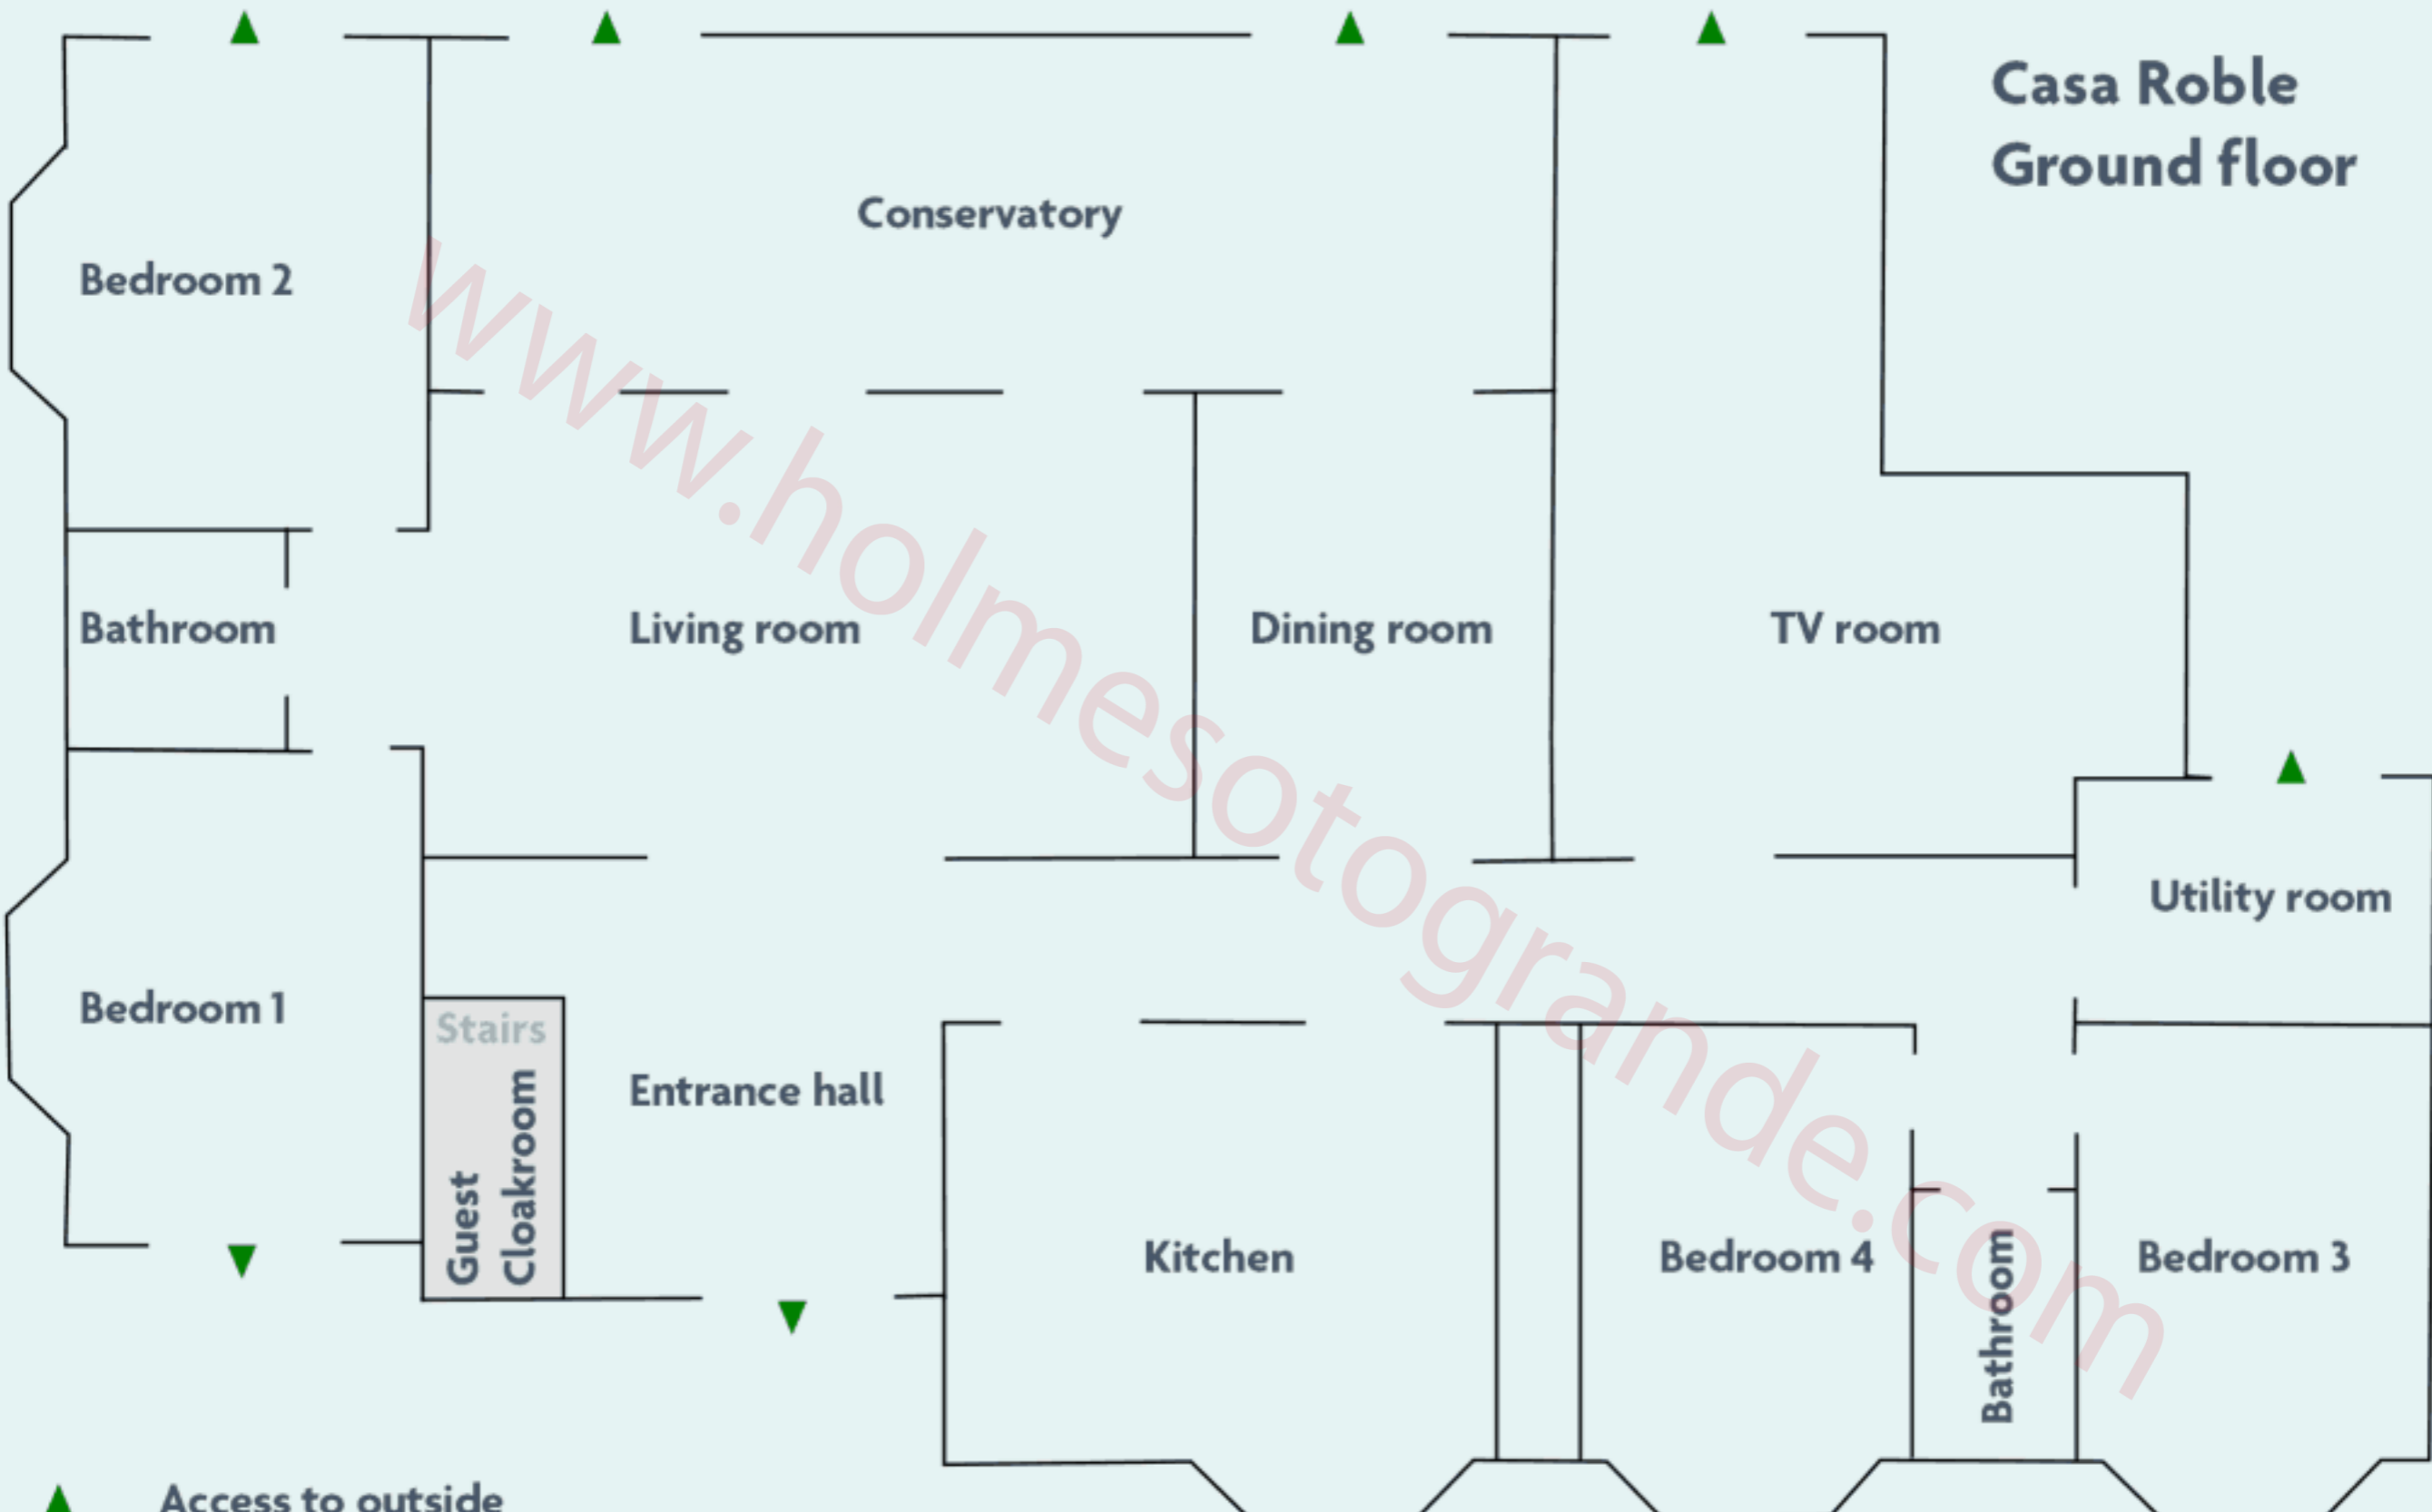 Casa Roble
Ground floor
Conservatory
Bedroom 2
Bathroom
Living room
Dining room
TV room
Utility room
Bedroom 1
Stairs
Guest
Cloakroom
Entrance hall
Kitchen
Bedroom 4
Bathroom
Bedroom 3
www.holmesotogrande.com
Access to outside